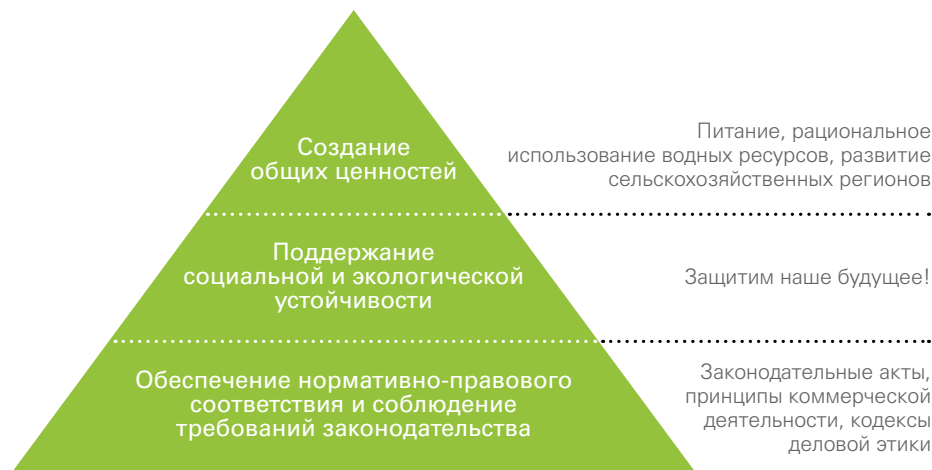 Создание
общих ценностей
Питание, рациональное
использование водных ресурсов, развитие
сельскохозяйственных регионов
Поддержание
социальной и экологической
устойчивости
Защитим наше будущее!
Обеспечение нормативно-правового
соответствия и соблюдение
требований законодательства
Законодательные акты,
принципы коммерческой
деятельности, кодексы
деловой этики